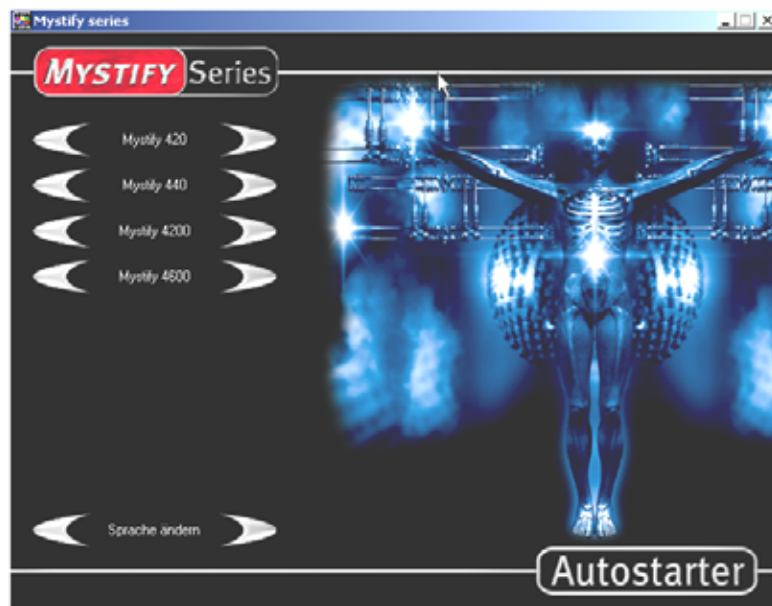 Mystify series
MYSTIFY Series
Mystify 420
Mystify 440
Mystify 4200
Mystify 4600
Sprache ändern
Autostarter